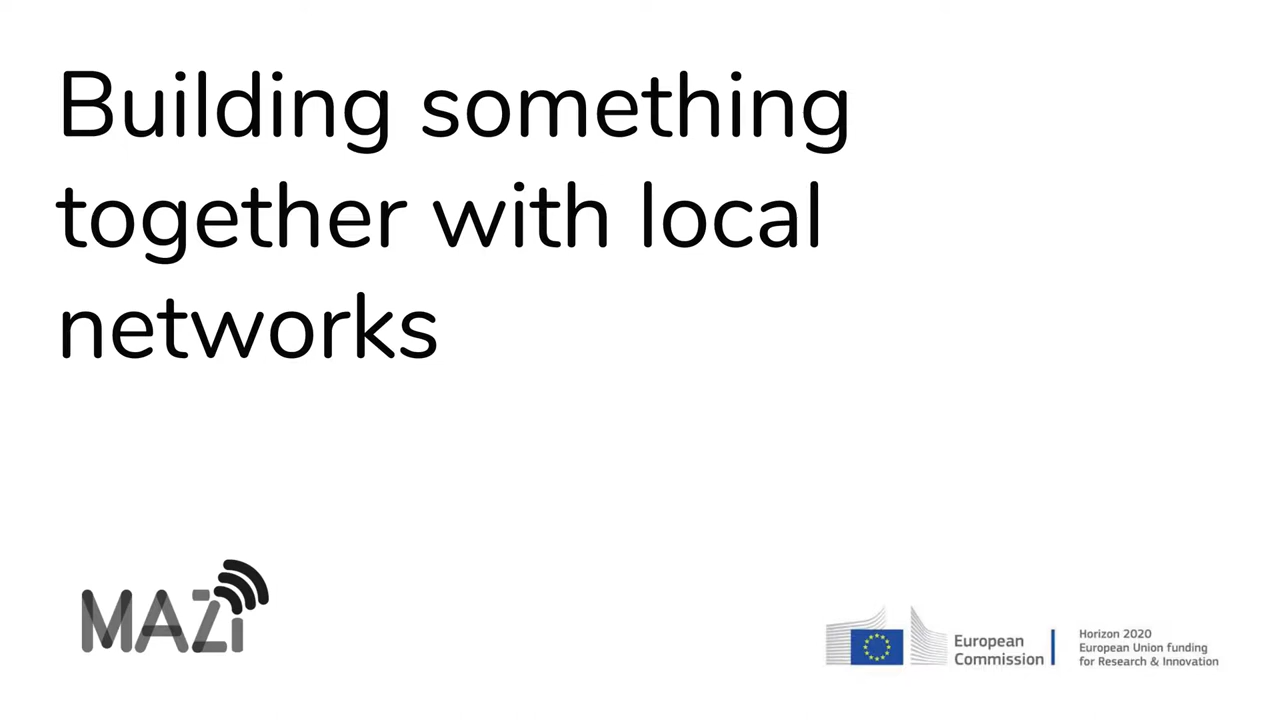 Building something
together with local
networks
MAZi
European
Commission
Horizon 2020
European Union funding
for Research & Innovation